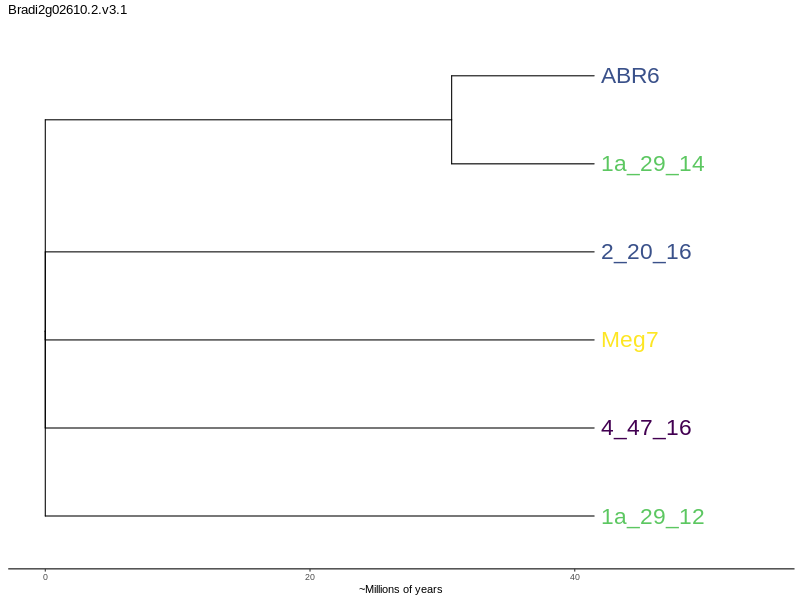 Bradi2g02610.2.v3.1
ABR6
1a_29_14
2_20_16
Meg7
4_47_16
1a_29_12
0 20 40
~Millions of years